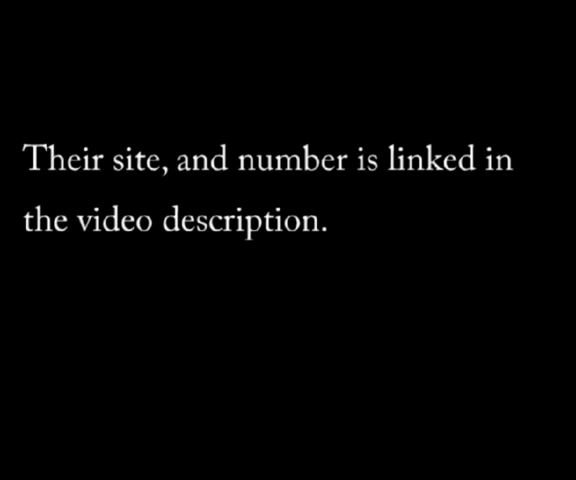 Their site, and number is linked in
the video description.